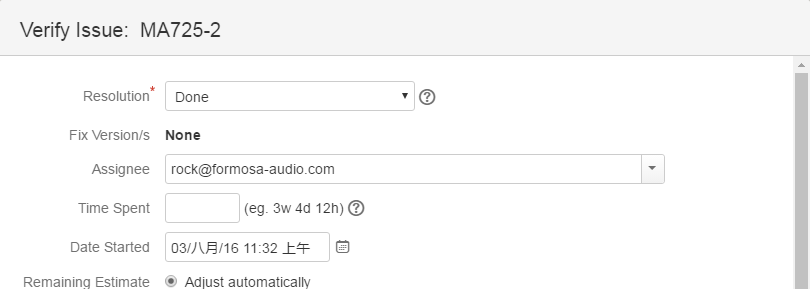 Verify Issue: MA725-2
Resolution* Done
Fix Version/s None
Assignee rock@formosa-audio.com
Time Spent (eg. 3w 4d 12h)
Date Started 03/八月/16 11:32 上午
Remaining Estimate Adjust automatically